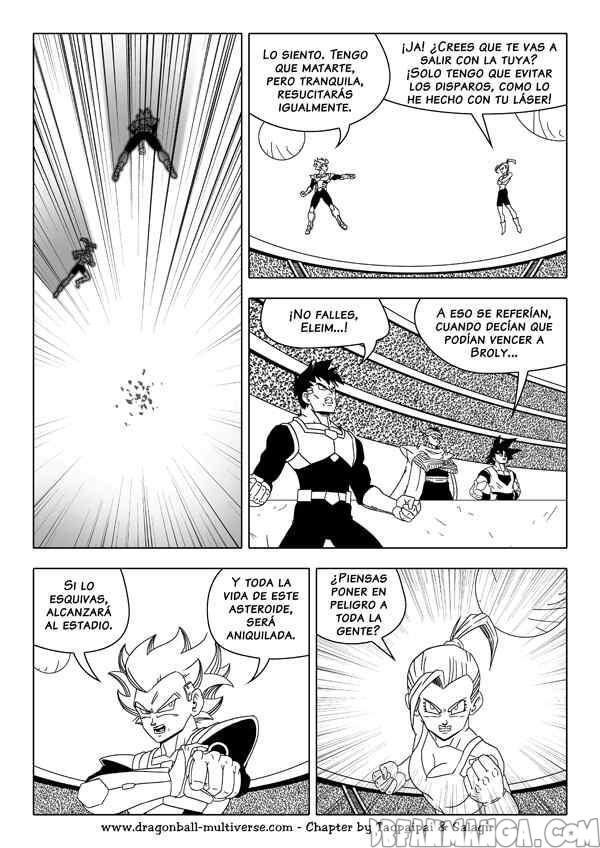 LO SIENTO. TENGO
QUE MATARTE,
PERO TRANQUILA,
RESUCITARÁS
IGUALMENTE.
¡JA! ¿CREES QUE TE VAS A
SALIR CON LA TUYA?
¡SOLO TENGO QUE EVITAR
LOS DISPAROS, COMO LO
HE HECHO CON TU LÁSER!
¡NO FALLES,
ELEIM...!
A ESO SE REFERÍAN,
CUANDO DECÍAN QUE
PODÍAN VENCER A
BROLY...
SI LO
ESQUIVAS,
ALCANZARÁ
AL ESTADIO.
Y TODA LA
VIDA DE ESTE
ASTEROIDE,
SERÁ
ANIQUILADA.
¿PIENSAS
PONER EN
PELIGRO A
TODA LA
GENTE?
www.dragonball-multiverse.com - Chapter by Taqpaipai & Salagir
DBFANMANGA.COM